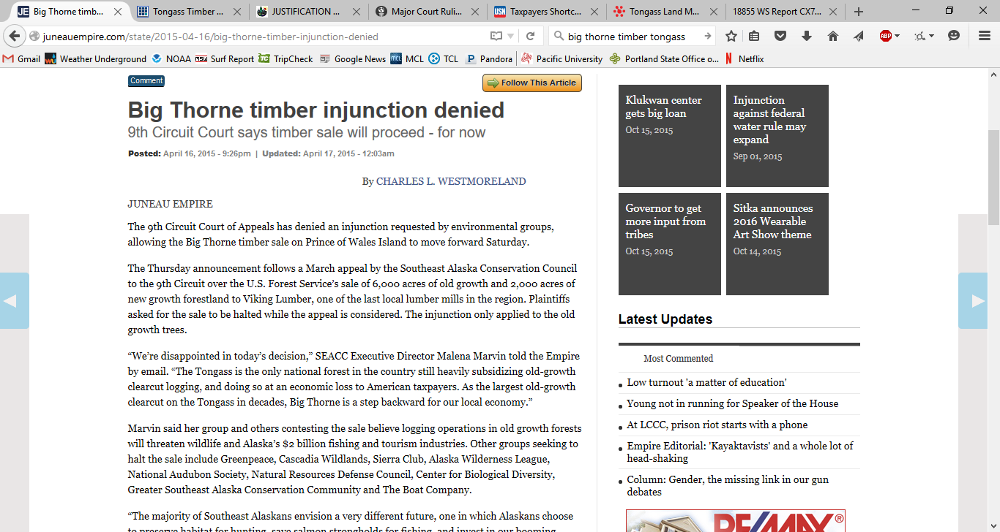 Big Thorne timb...
Tongass Timber ...
JUSTIFICATION ...
Major Court Ruli...
USN Taxpayers Shortc...
Tongass Land M...
18855 WS Report CX7...
juneauempire.com/state/2015-04-16/big-thorne-timber-injunction-denied
big thorne timber tongass
ABP
Gmail
Weather Underground
NOAA
Surf Report
TripCheck
Google News
MCL
TCL
Pandora
Pacific University
Portland State Office o...
Netflix
Comment
Follow This Article
Big Thorne timber injunction denied
9th Circuit Court says timber sale will proceed - for now
Posted: April 16, 2015 - 9:26pm | Updated: April 17, 2015 - 12:03am
By CHARLES L. WESTMORELAND
JUNEAU EMPIRE
The 9th Circuit Court of Appeals has denied an injunction requested by environmental groups,
allowing the Big Thorne timber sale on Prince of Wales Island to move forward Saturday.
The Thursday announcement follows a March appeal by the Southeast Alaska Conservation Council
to the 9th Circuit over the U.S. Forest Service’s sale of 6,000 acres of old growth and 2,000 acres of
new growth forestland to Viking Lumber, one of the last local lumber mills in the region. Plaintiffs
asked for the sale to be halted while the appeal is considered. The injunction only applied to the old
growth trees.
“We’re disappointed in today’s decision,” SEACC Executive Director Malena Marvin told the Empire
by email. “The Tongass is the only national forest in the country still heavily subsidizing old-growth
clearcut logging, and doing so at an economic loss to American taxpayers. As the largest old-growth
clearcut on the Tongass in decades, Big Thorne is a step backward for our local economy.”
Marvin said her group and others contesting the sale believe logging operations in old growth forests
will threaten wildlife and Alaska’s $2 billion fishing and tourism industries. Other groups seeking to
halt the sale include Greenpeace, Cascadia Wildlands, Sierra Club, Alaska Wilderness League,
National Audubon Society, Natural Resources Defense Council, Center for Biological Diversity,
Greater Southeast Alaska Conservation Community and The Boat Company.
“The majority of Southeast Alaskans envision a very different future, one in which Alaskans choose
to preserve habitat for hunting, save salmon strongholds for fishing, and invest in our booming
Klukwan center
gets big loan
Oct 15, 2015
Injunction
against federal
water rule may
expand
Sep 01, 2015
Governor to get
more input from
tribes
Oct 15, 2015
Sitka announces
2016 Wearable
Art Show theme
Oct 14, 2015
Latest Updates
Most Commented
Low turnout 'a matter of education'
Young not in running for Speaker of the House
At LCCC, prison riot starts with a phone
Empire Editorial: 'Kayaktavists' and a whole lot of
head-shaking
Column: Gender, the missing link in our gun
debates
RE/MAX®